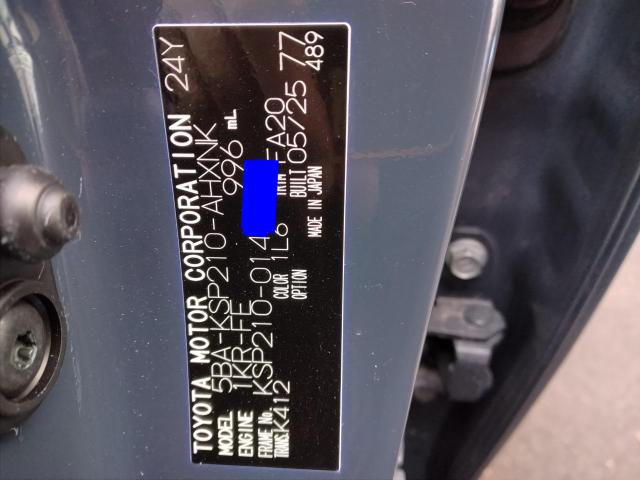 TOYOTA MOTOR CORPORATION 24Y
MODEL 5BA-KSP210-AHXNK
ENGINE 1KR-FE 996 mL
FRAME NO. KSP210-014
COLOR 1L6 TRIM FA20
TRANS. K412 OPTION BUILT 05/25 77
MADE IN JAPAN 489